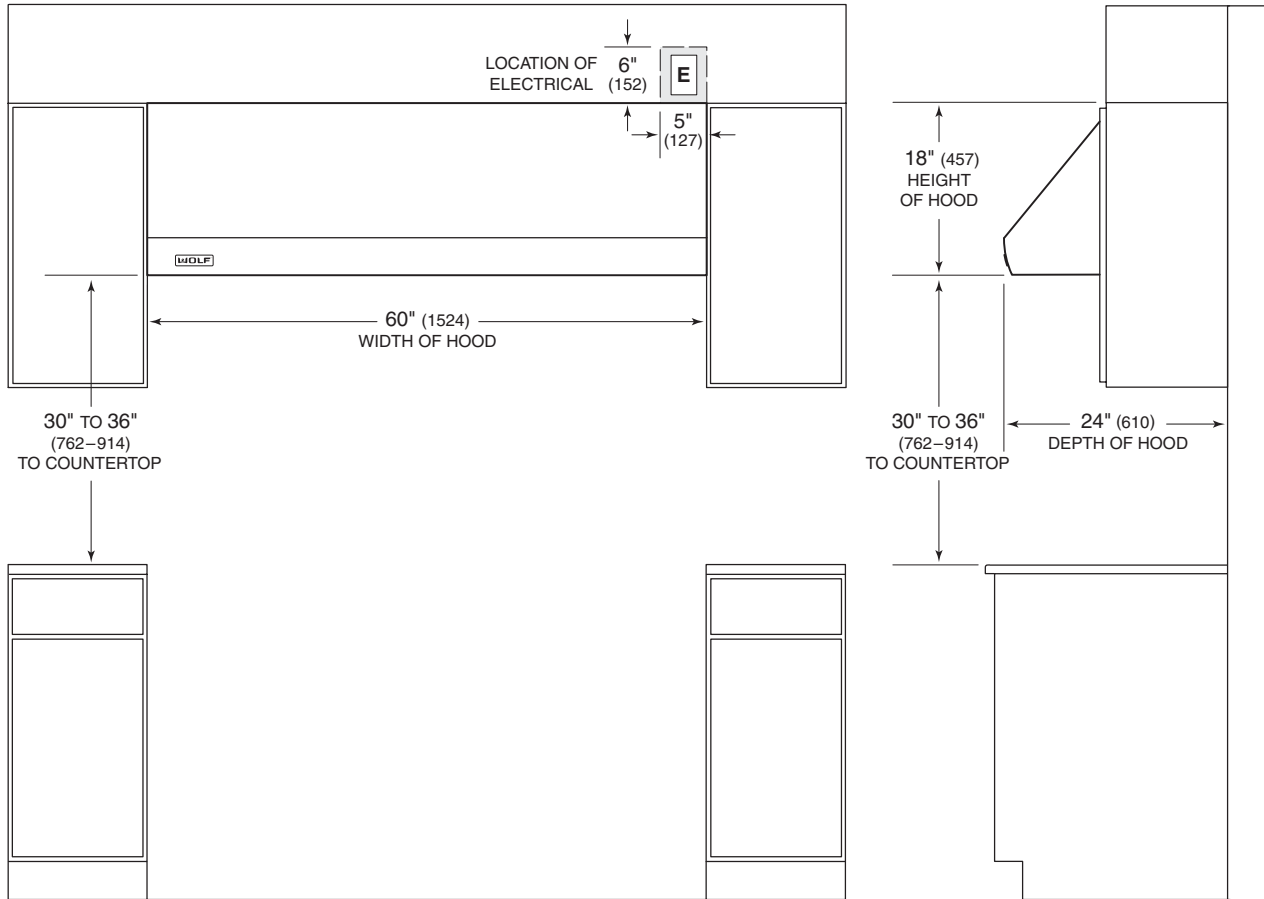 LOCATION OF
ELECTRICAL
6"
(152)
E
5"
(127)
WOLF
60" (1524)
WIDTH OF HOOD
30" TO 36"
(762–914)
TO COUNTERTOP
18" (457)
HEIGHT
OF HOOD
30" TO 36"
(762–914)
TO COUNTERTOP
24" (610)
DEPTH OF HOOD